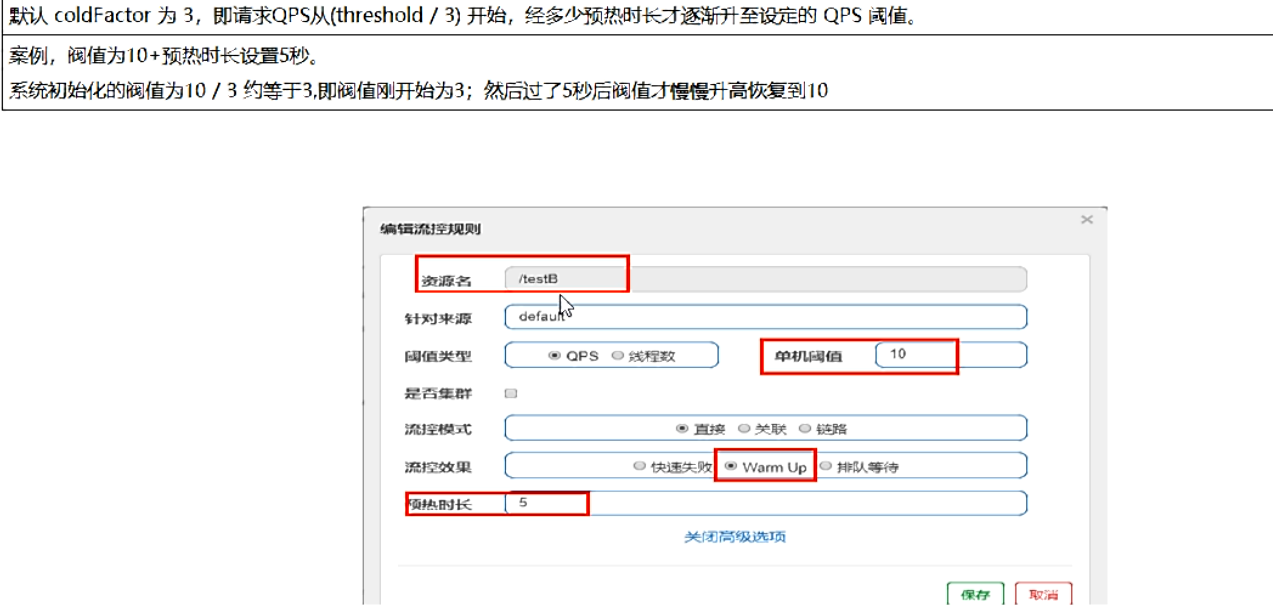 默认 coldFactor 为 3，即请求QPS从(threshold / 3) 开始，经多少预热时长才逐渐升至设定的 QPS 阈值。
案例，阀值为10+预热时长设置5秒。
系统初始化的阀值为10 / 3 约等于3,即阀值刚开始为3；然后过了5秒后阀值才慢慢升高恢复到10
编辑流控规则 ×
资源名 /testB
针对来源 default
阈值类型 QPS 线程数 单机阈值 10
是否集群
流控模式 直接 关联 链路
流控效果 快速失败 Warm Up 排队等待
预热时长 5
关闭高级选项
保存 取消